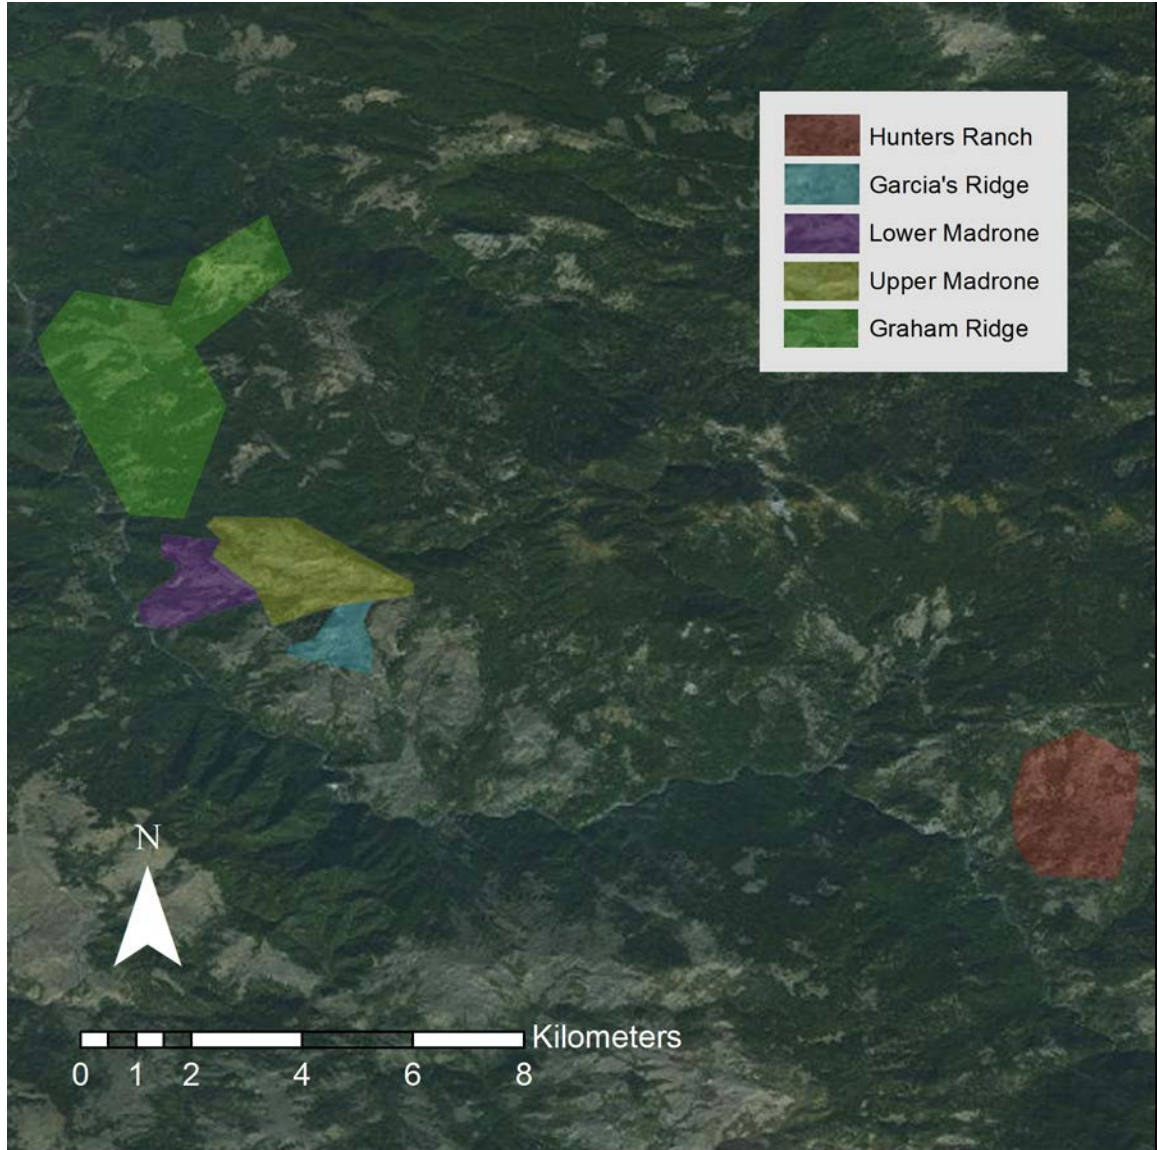 Hunters Ranch
Garcia's Ridge
Lower Madrone
Upper Madrone
Graham Ridge
N
Kilometers
0 1 2 4 6 8